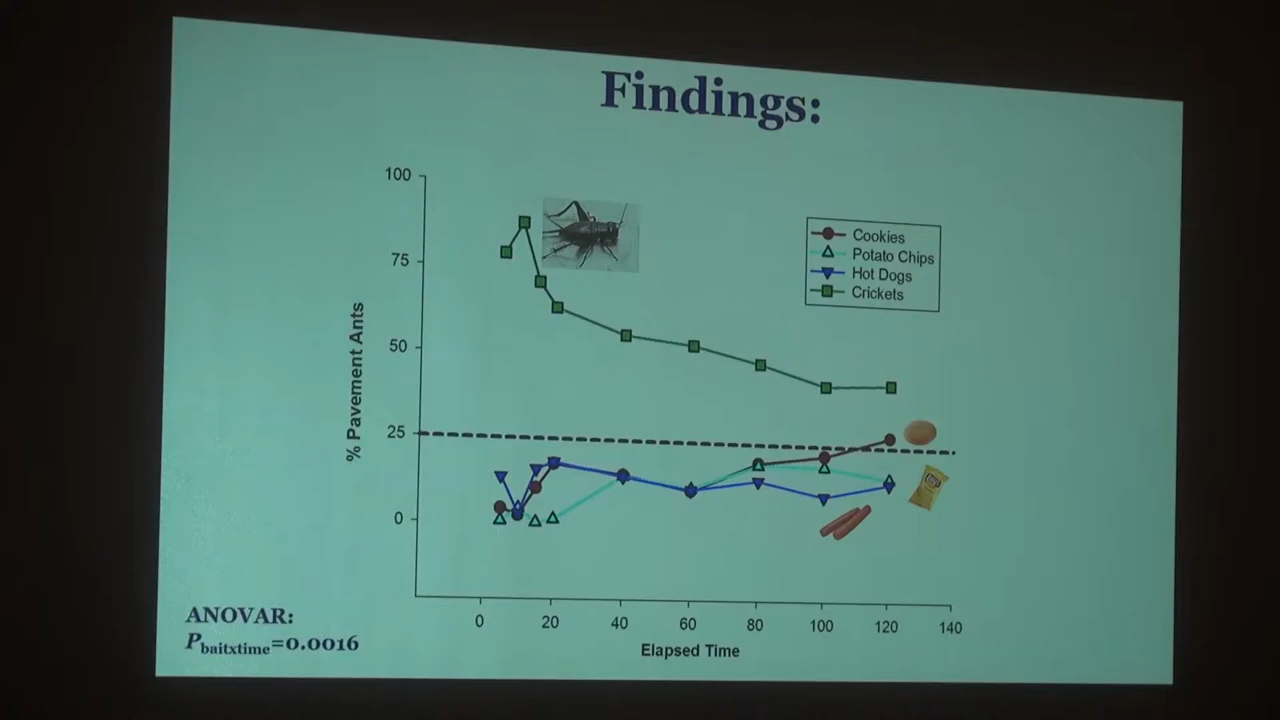 Findings:
100
75
50
25
0
% Pavement Ants
Cookies
Potato Chips
Hot Dogs
Crickets
0 20 40 60 80 100 120 140
Elapsed Time
ANOVAR:
Pbaitxtime=0.0016